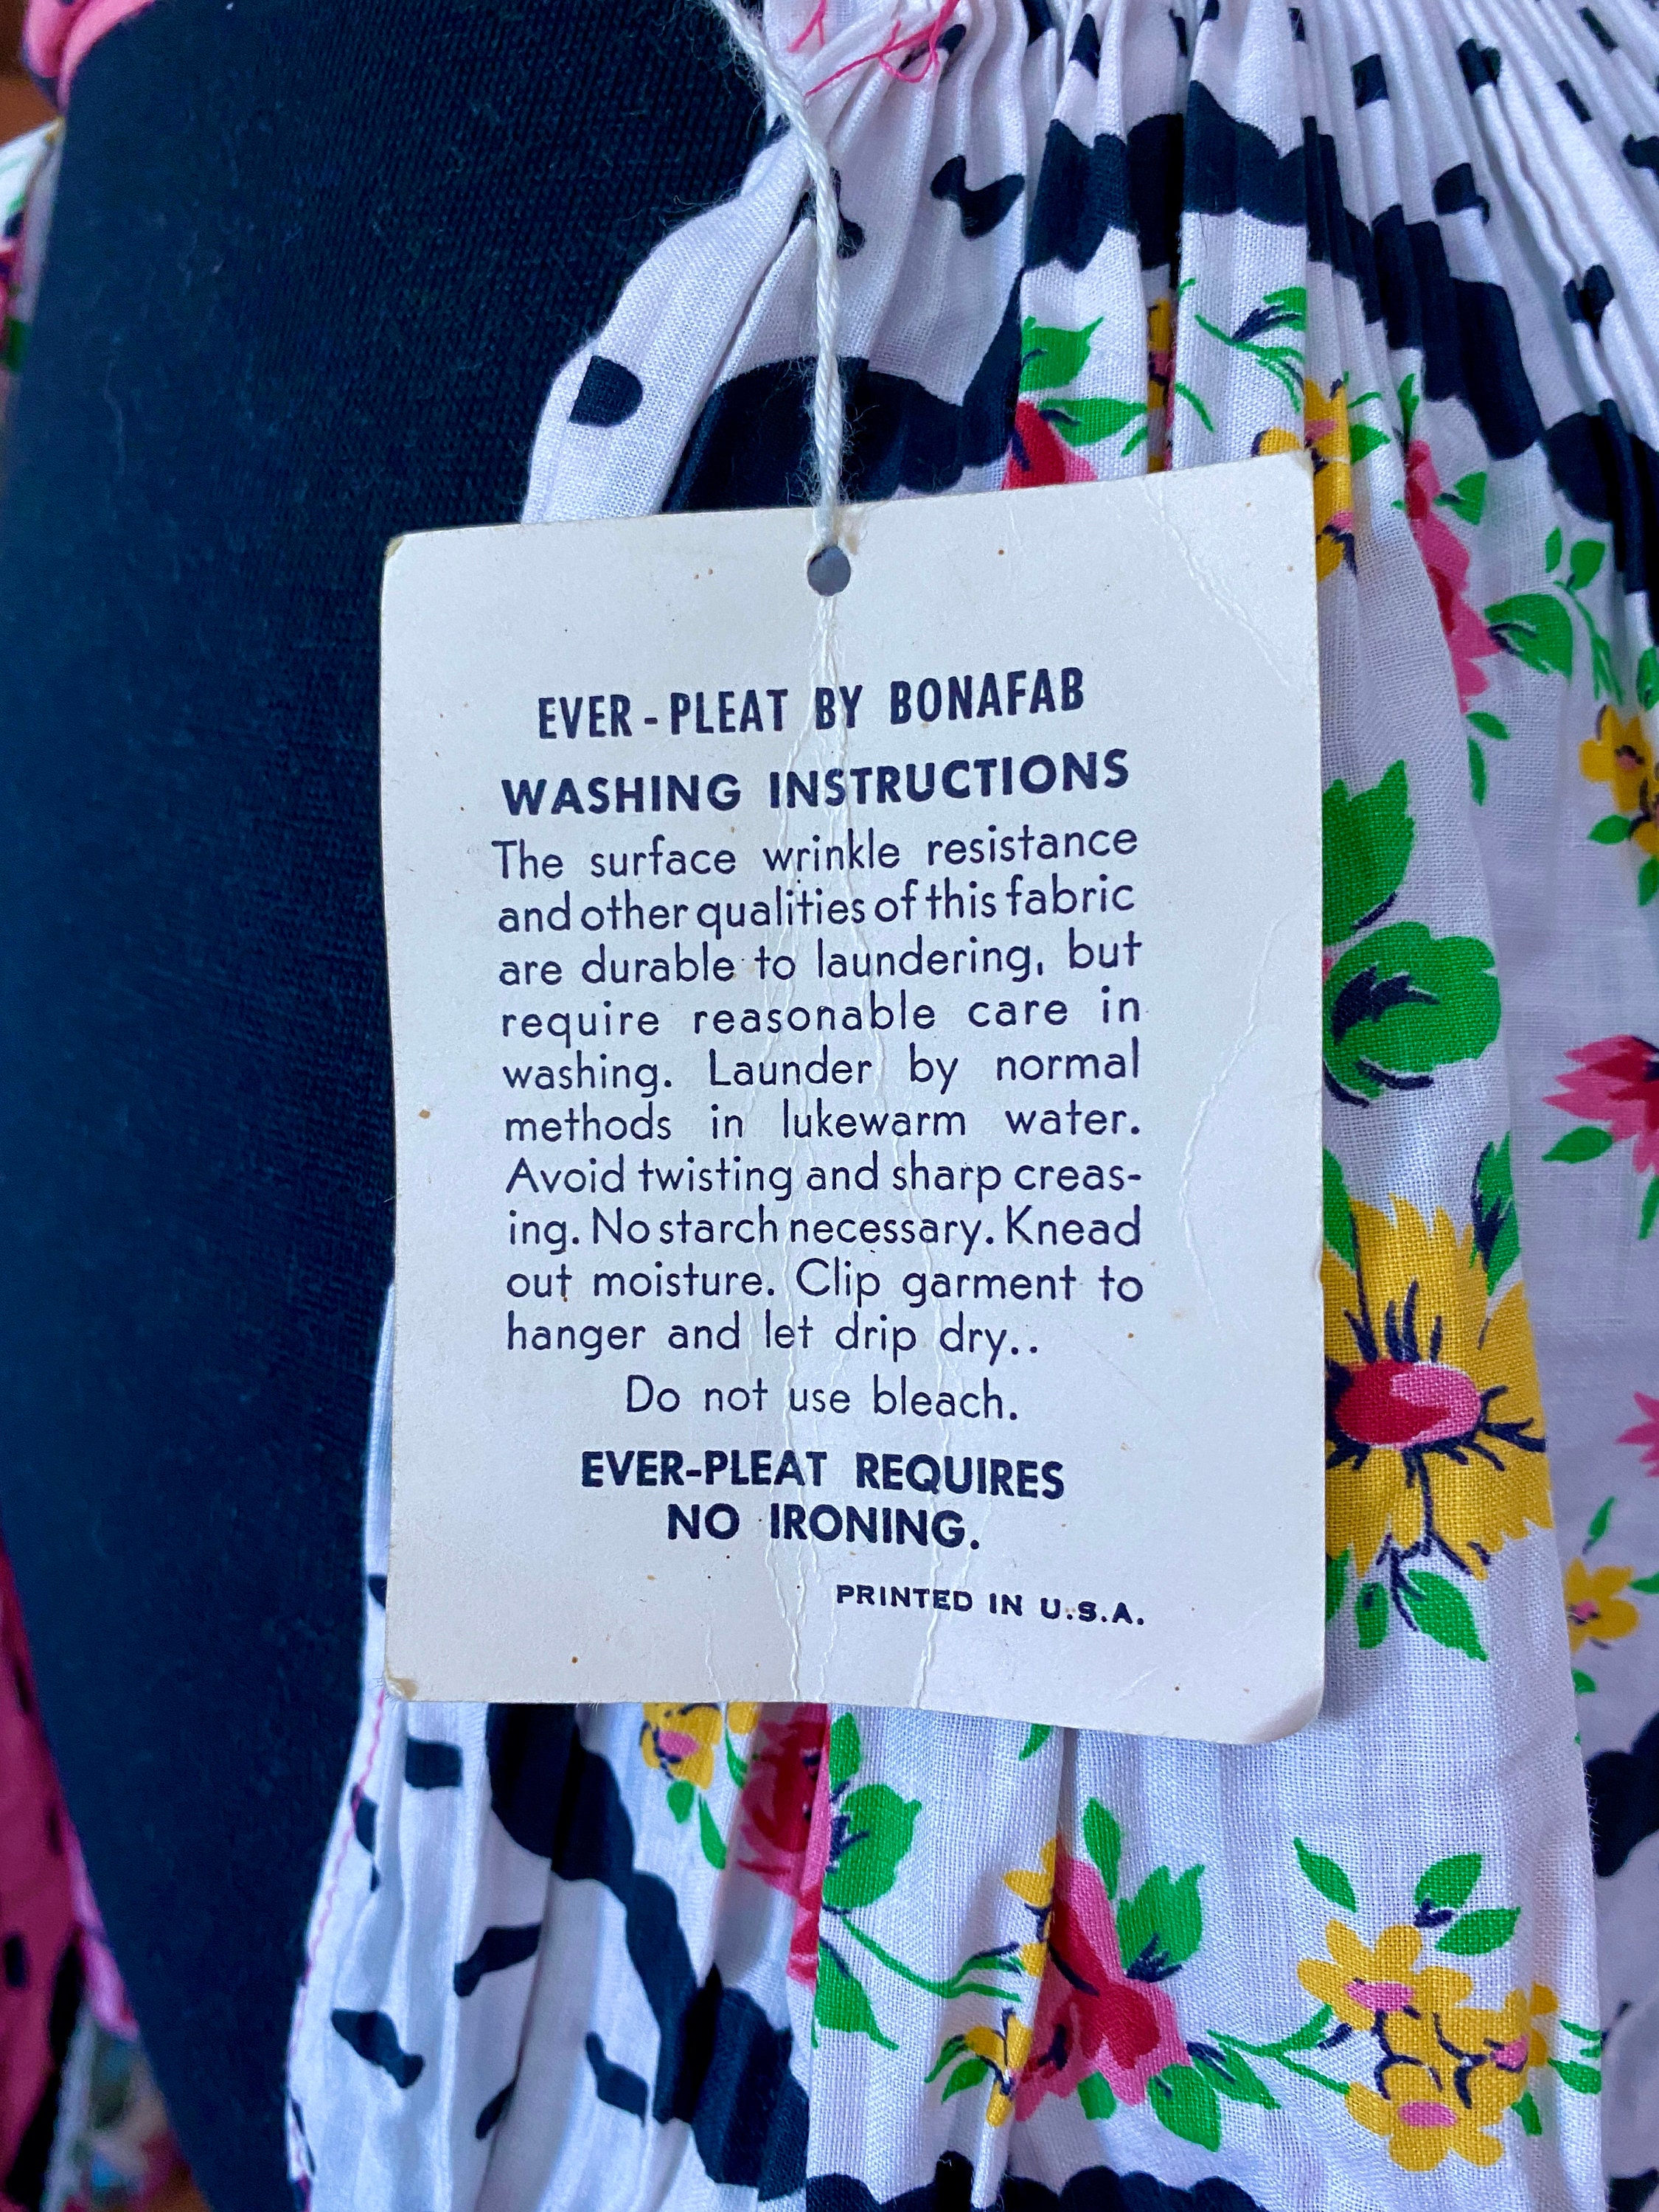 EVER-PLEAT BY BONAFAB
WASHING INSTRUCTIONS
The surface wrinkle resistance
and other qualities of this fabric
are durable to laundering, but
require reasonable care in
washing. Launder by normal
methods in lukewarm water.
Avoid twisting and sharp creas-
ing. No starch necessary. Knead
out moisture. Clip garment to
hanger and let drip dry..
Do not use bleach.
EVER-PLEAT REQUIRES
NO IRONING.
PRINTED IN U.S.A.